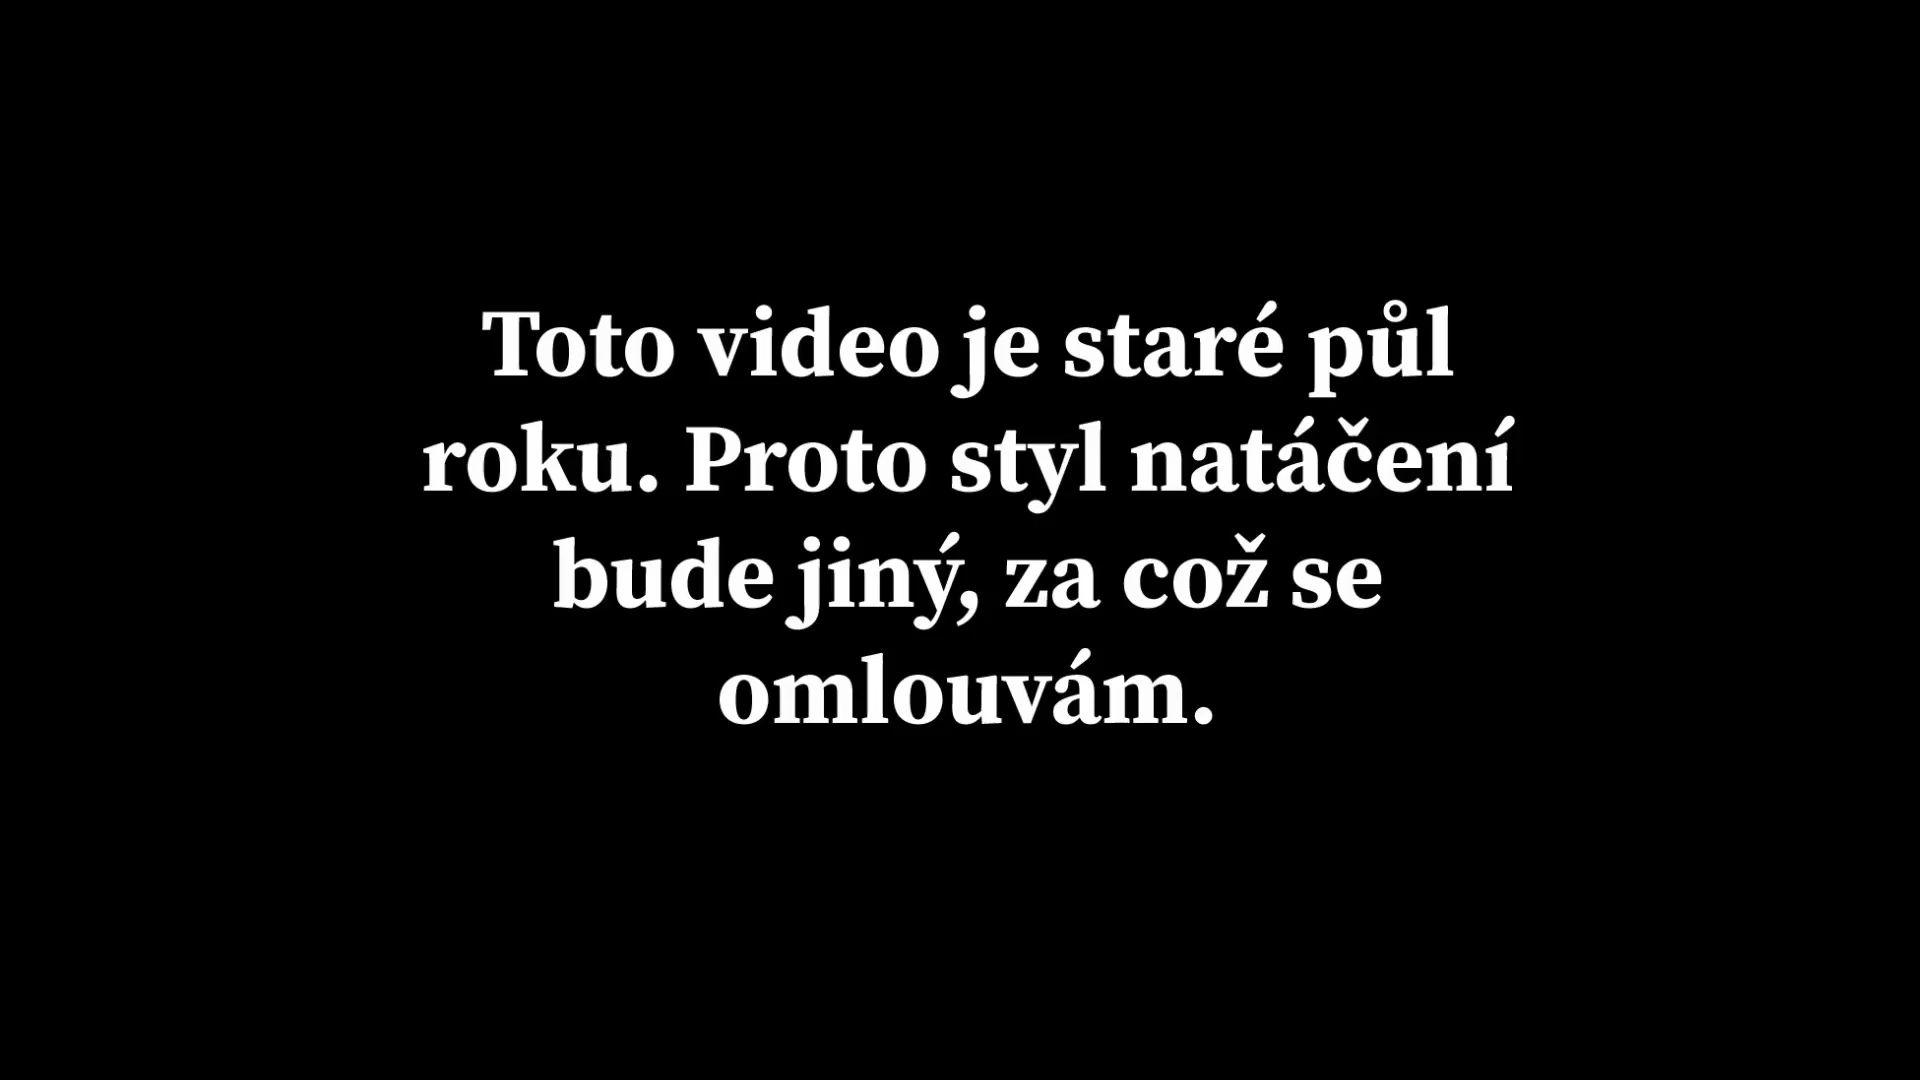 Toto video je staré půl
roku. Proto styl natáčení
bude jiný, za což se
omlouvám.